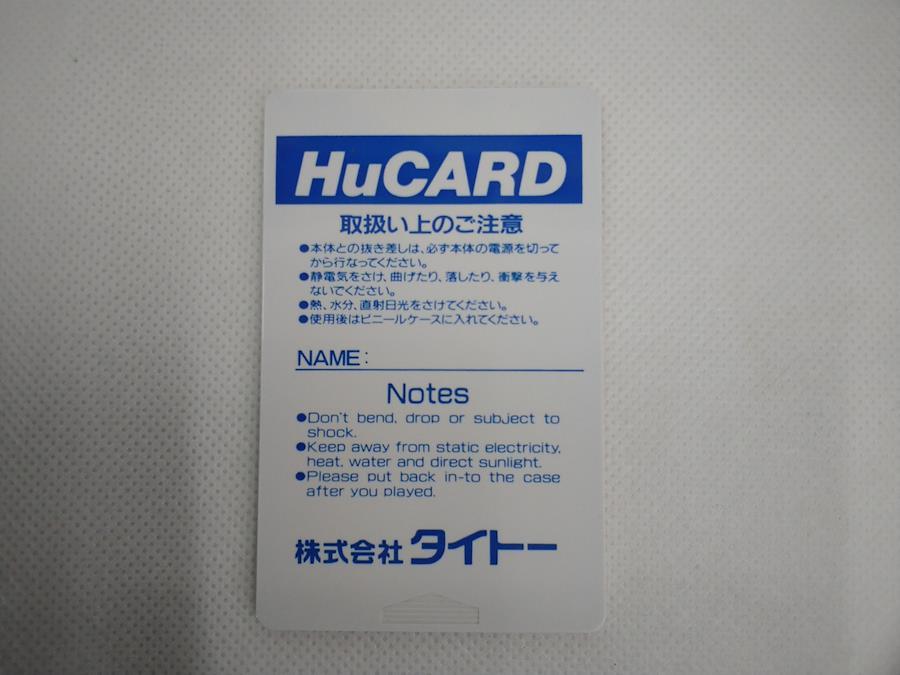 HuCARD
取扱い上のご注意
●本体との抜き差しは、必ず本体の電源を切って
から行なってください。
●静電気をさけ、曲げたり、落したり、衝撃を与え
ないでください。
●熱、水分、直射日光をさけてください。
●使用後はビニールケースに入れてください。
NAME:
Notes
●Don't bend, drop or subject to
shock.
●Keep away from static electricity,
heat, water and direct sunlight.
●Please put back in-to the case
after you played.
株式会社タイトー